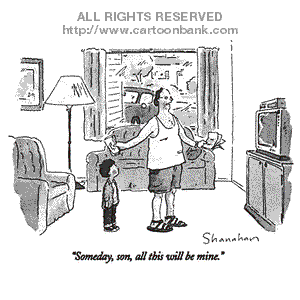 ALL RIGHTS RESERVED
http://www.cartoonbank.com
Shanahan
"Someday, son, all this will be mine."